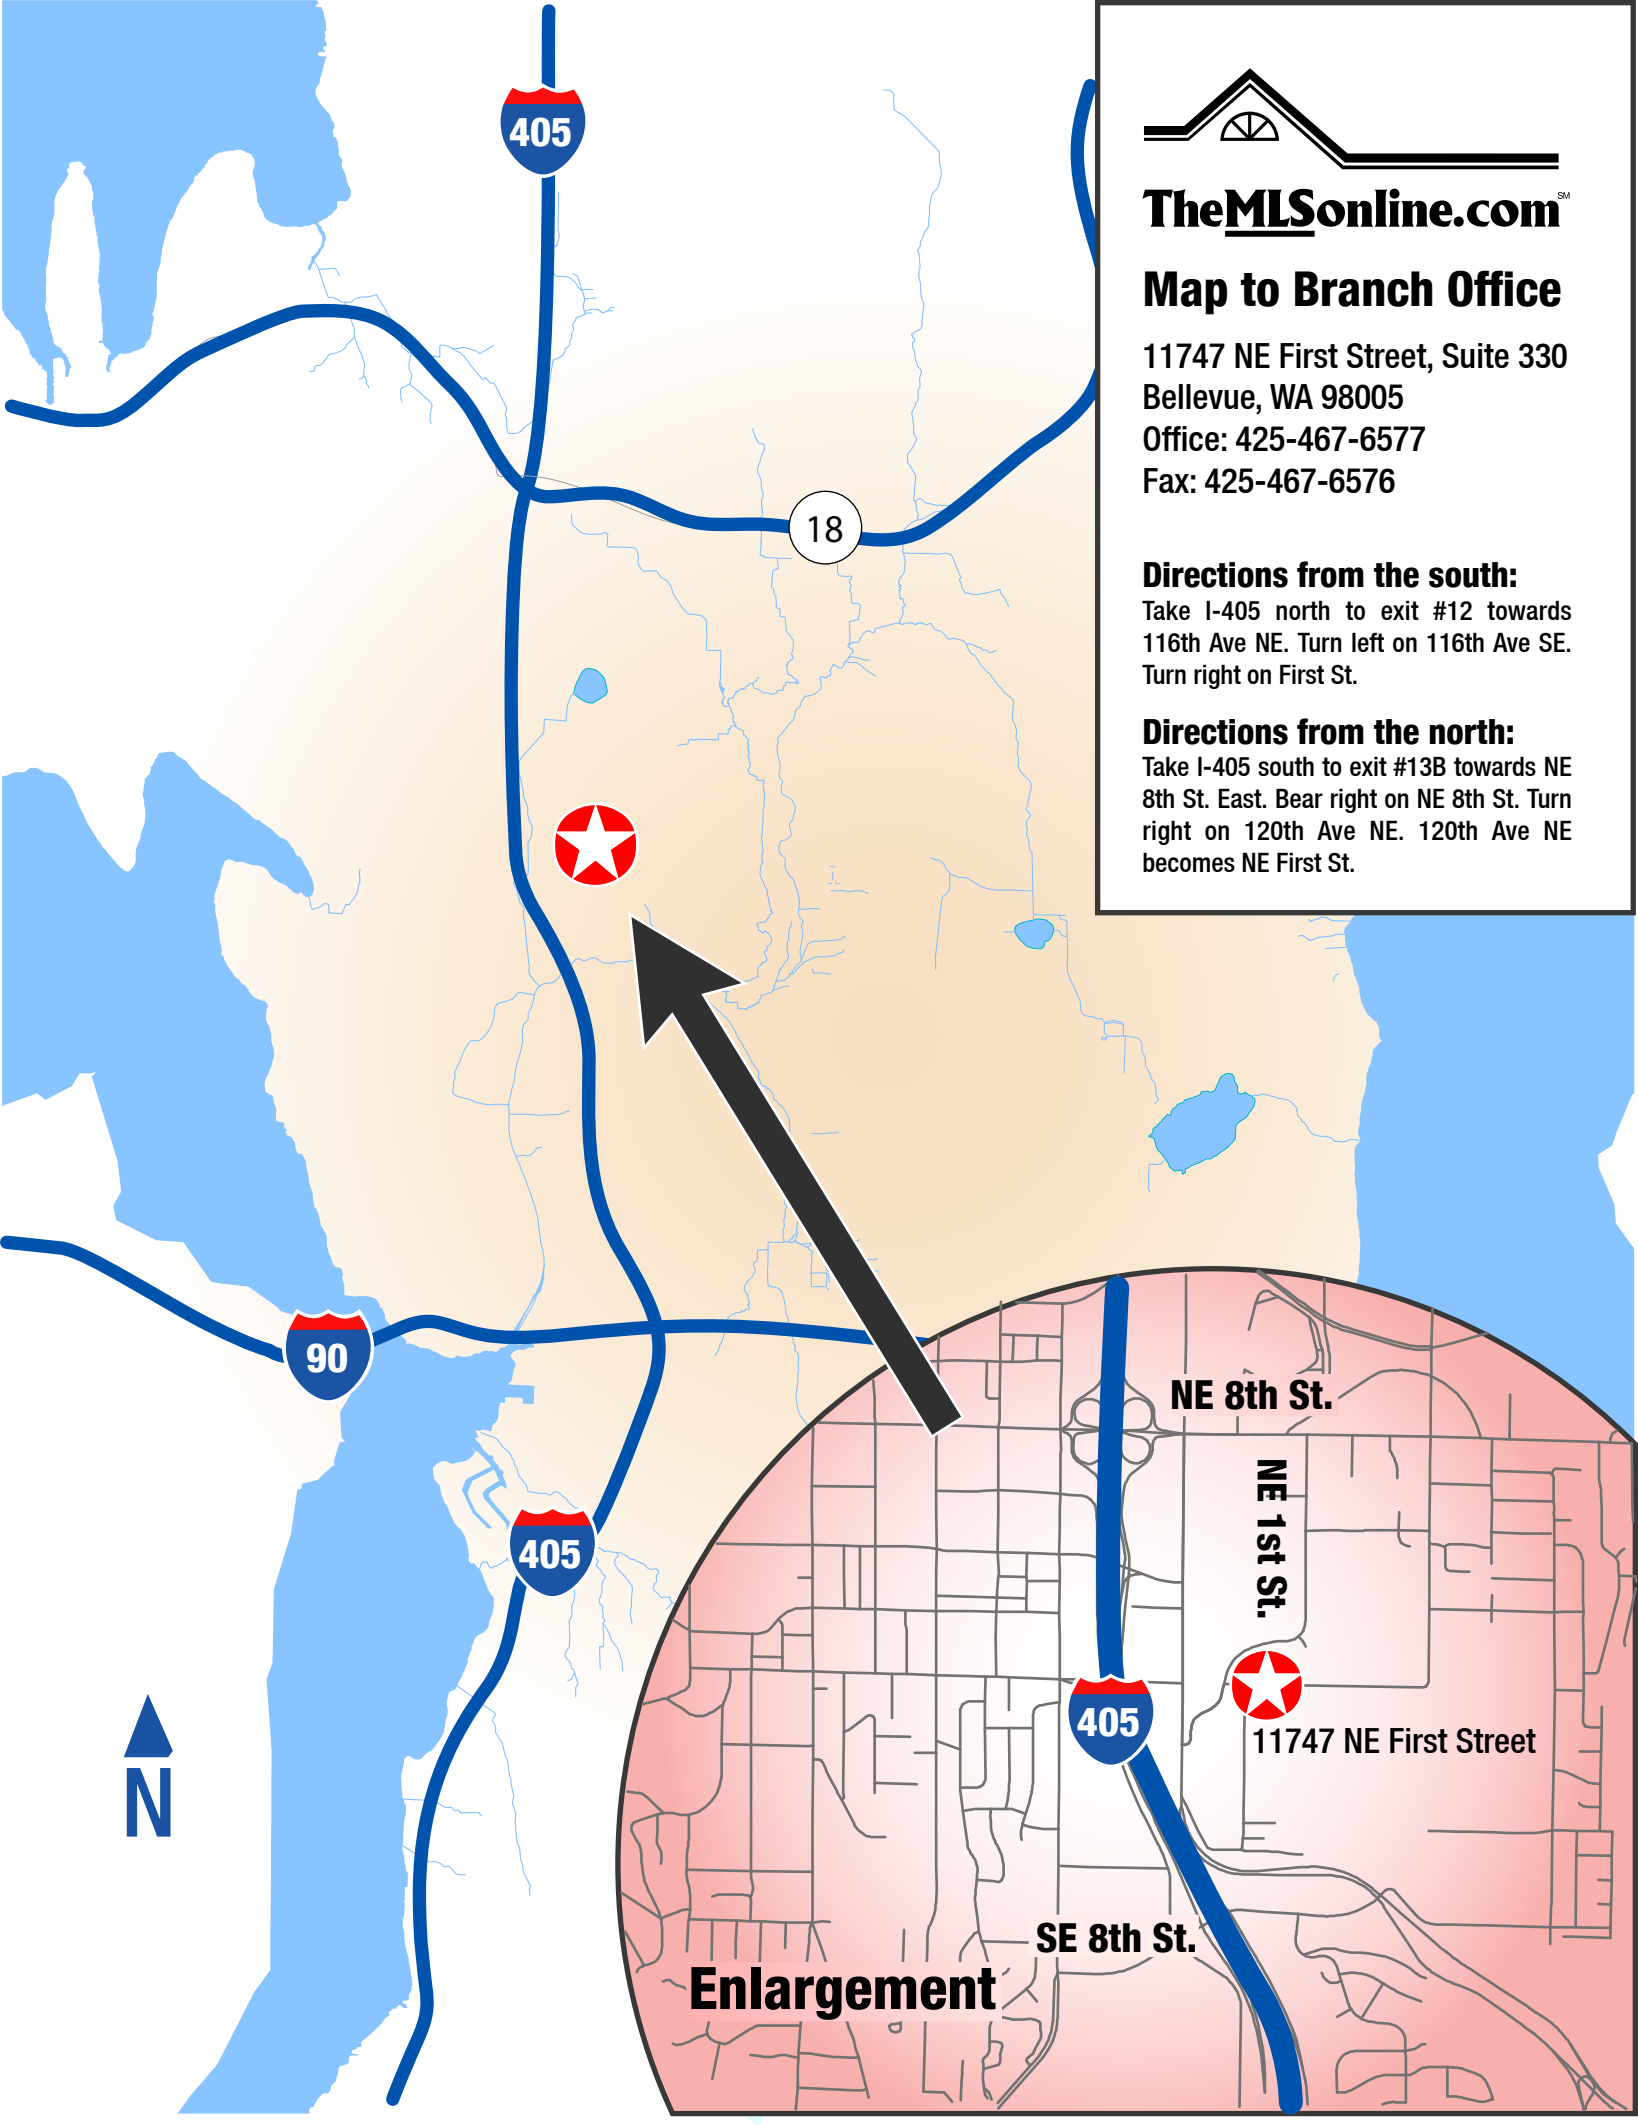 405
TheMLSonline.com℠
Map to Branch Office
11747 NE First Street, Suite 330
Bellevue, WA 98005
Office: 425-467-6577
Fax: 425-467-6576
18
Directions from the south:
Take I-405 north to exit #12 towards
116th Ave NE. Turn left on 116th Ave SE.
Turn right on First St.
Directions from the north:
Take I-405 south to exit #13B towards NE
8th St. East. Bear right on NE 8th St. Turn
right on 120th Ave NE. 120th Ave NE
becomes NE First St.
90
405
NE 8th St.
NE 1st St.
405
11747 NE First Street
SE 8th St.
Enlargement
N